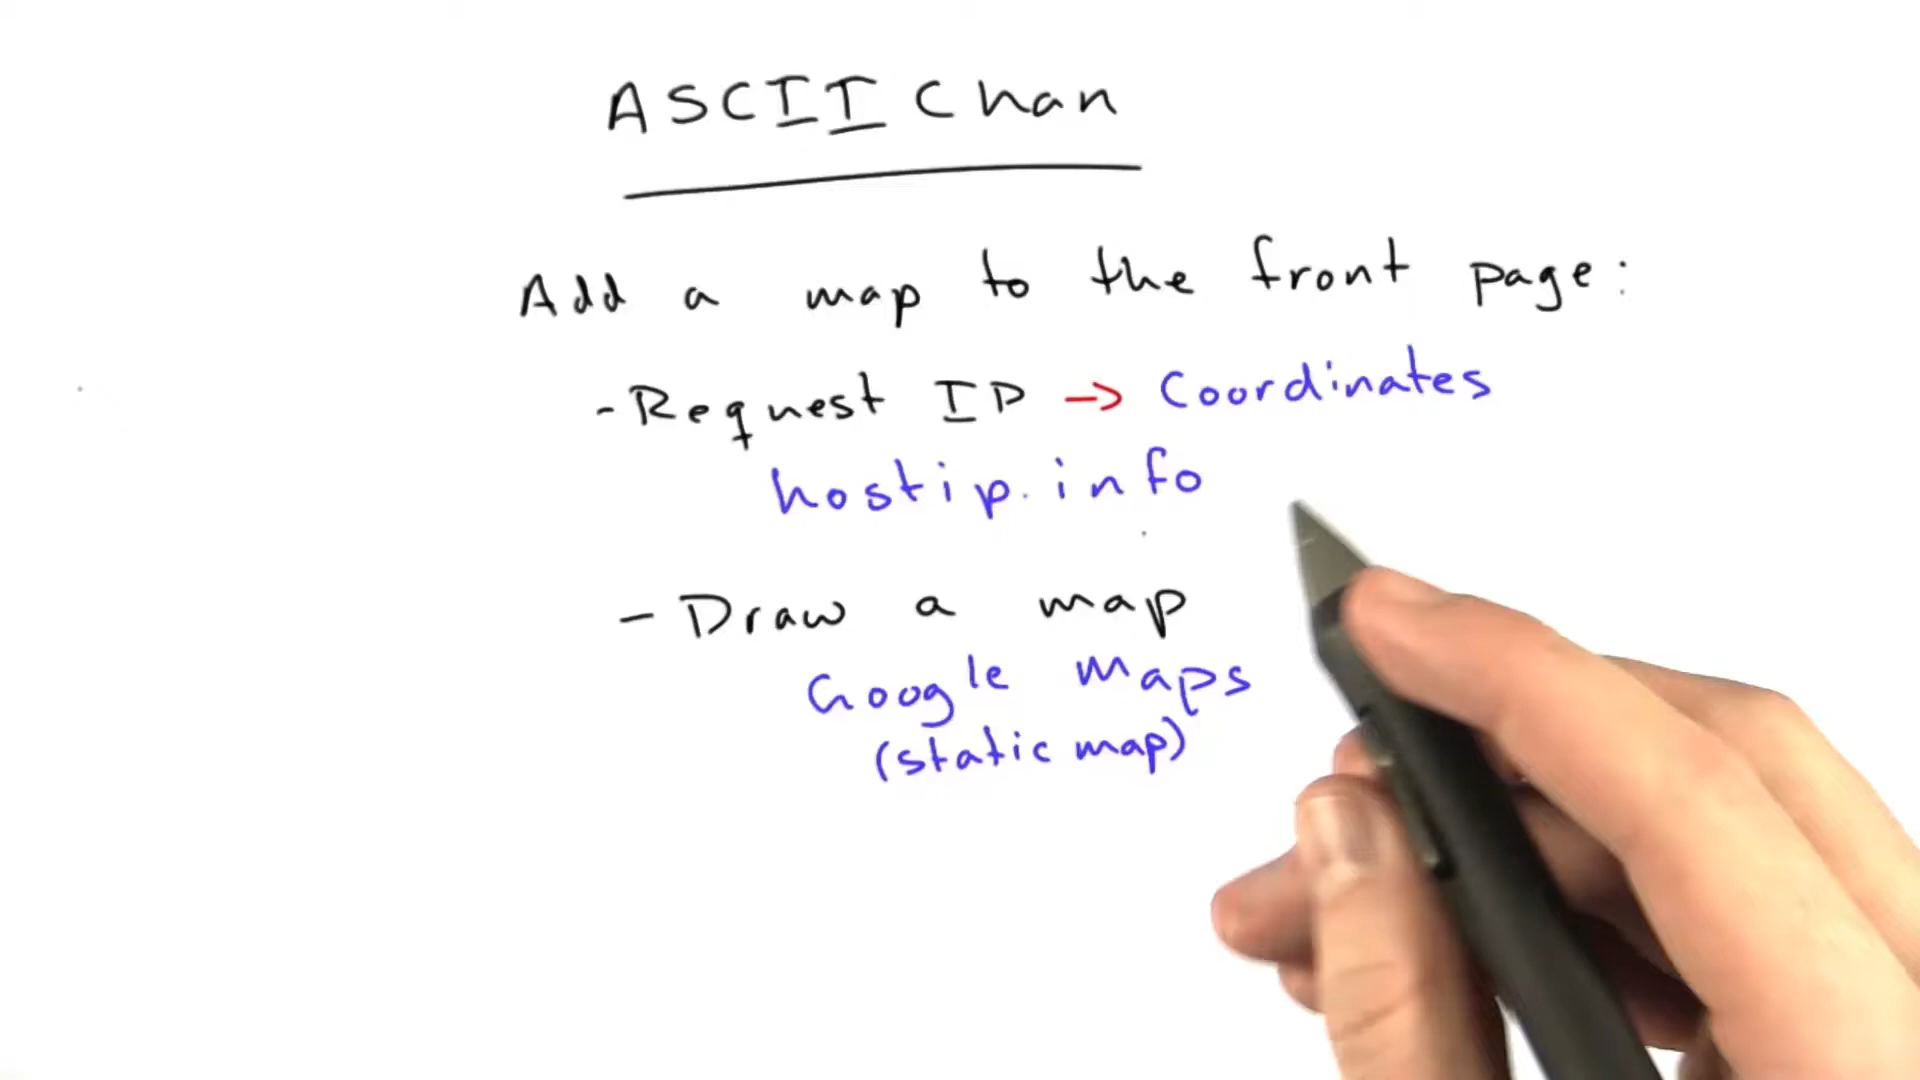 ASCII Chan
Add a map to the front page:
- Request IP → Coordinates
hostip.info
- Draw a map
Google Maps
(static map)